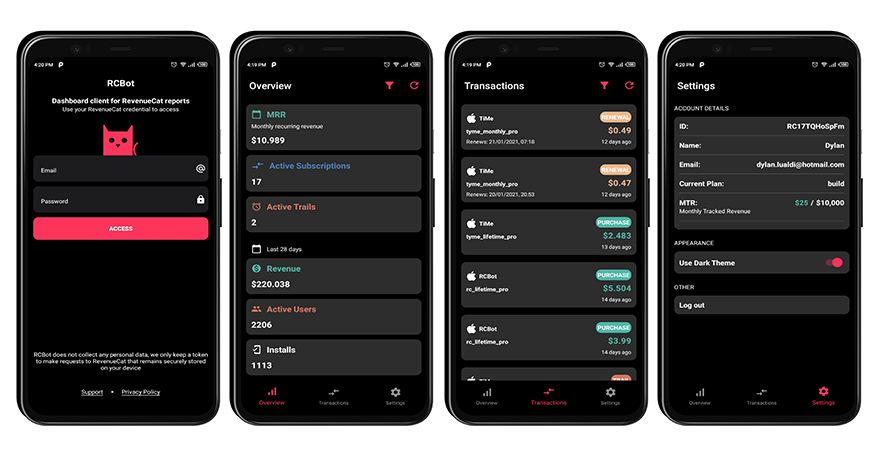 4:20 PM P
RCBot
Dashboard client for RevenueCat reports
Use your RevenueCat credential to access
Email
Password
ACCESS
RCBot does not collect any personal data, we only keep a token
to make requests to RevenueCat that remains securely stored
on your device
Support • Privacy Policy
4:19 PM P
Overview
MRR
Monthly recurring revenue
$10.989
Active Subscriptions
17
Active Trails
2
Last 28 days
Revenue
$220.038
Active Users
2206
Installs
1113
Overview
Transactions
Settings
4:19 PM P
Transactions
TiMe
RENEWAL
tyme_monthly_pro
$0.49
Renews: 21/01/2021, 07:18
12 days ago
TiMe
RENEWAL
tyme_monthly_pro
$0.47
Renews: 20/01/2021, 20:53
12 days ago
TiMe
PURCHASE
tyme_lifetime_pro
$2.483
13 days ago
RCBot
PURCHASE
rc_lifetime_pro
$5.504
14 days ago
RCBot
PURCHASE
rc_lifetime_pro
$3.99
14 days ago
TiMe
Overview
Transactions
Settings
4:20 PM P
Settings
ACCOUNT DETAILS
ID: RC17TQHoSpFm
Name: Dylan
Email: dylan.lualdi@hotmail.com
Current Plan: build
MTR: $25 / $10,000
Monthly Tracked Revenue
APPEARANCE
Use Dark Theme
OTHER
Log out
Overview
Transactions
Settings